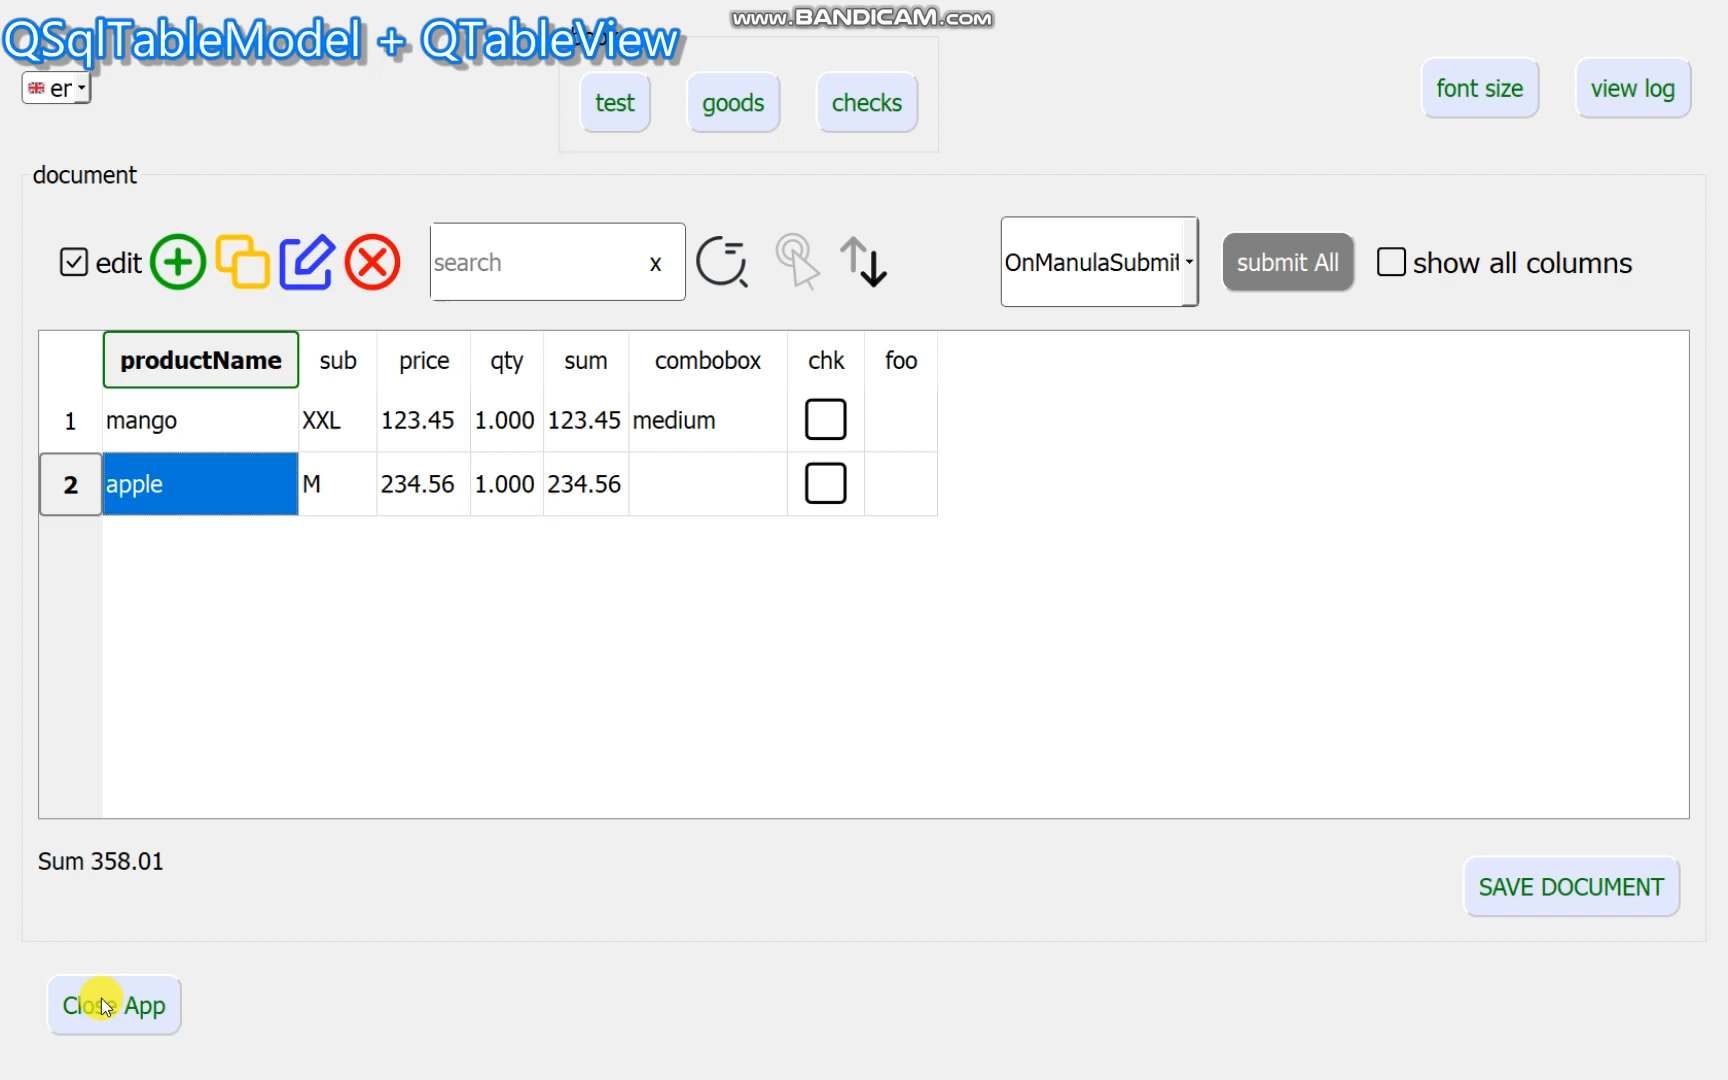 www.BANDICAM.com
QSqlTableModel + QTableView
er
test goods checks
font size view log
document
edit search x OnManulaSubmit submit All show all columns
productName sub price qty sum combobox chk foo
1 mango XXL 123.45 1.000 123.45 medium
2 apple M 234.56 1.000 234.56
Sum 358.01
SAVE DOCUMENT
Close App